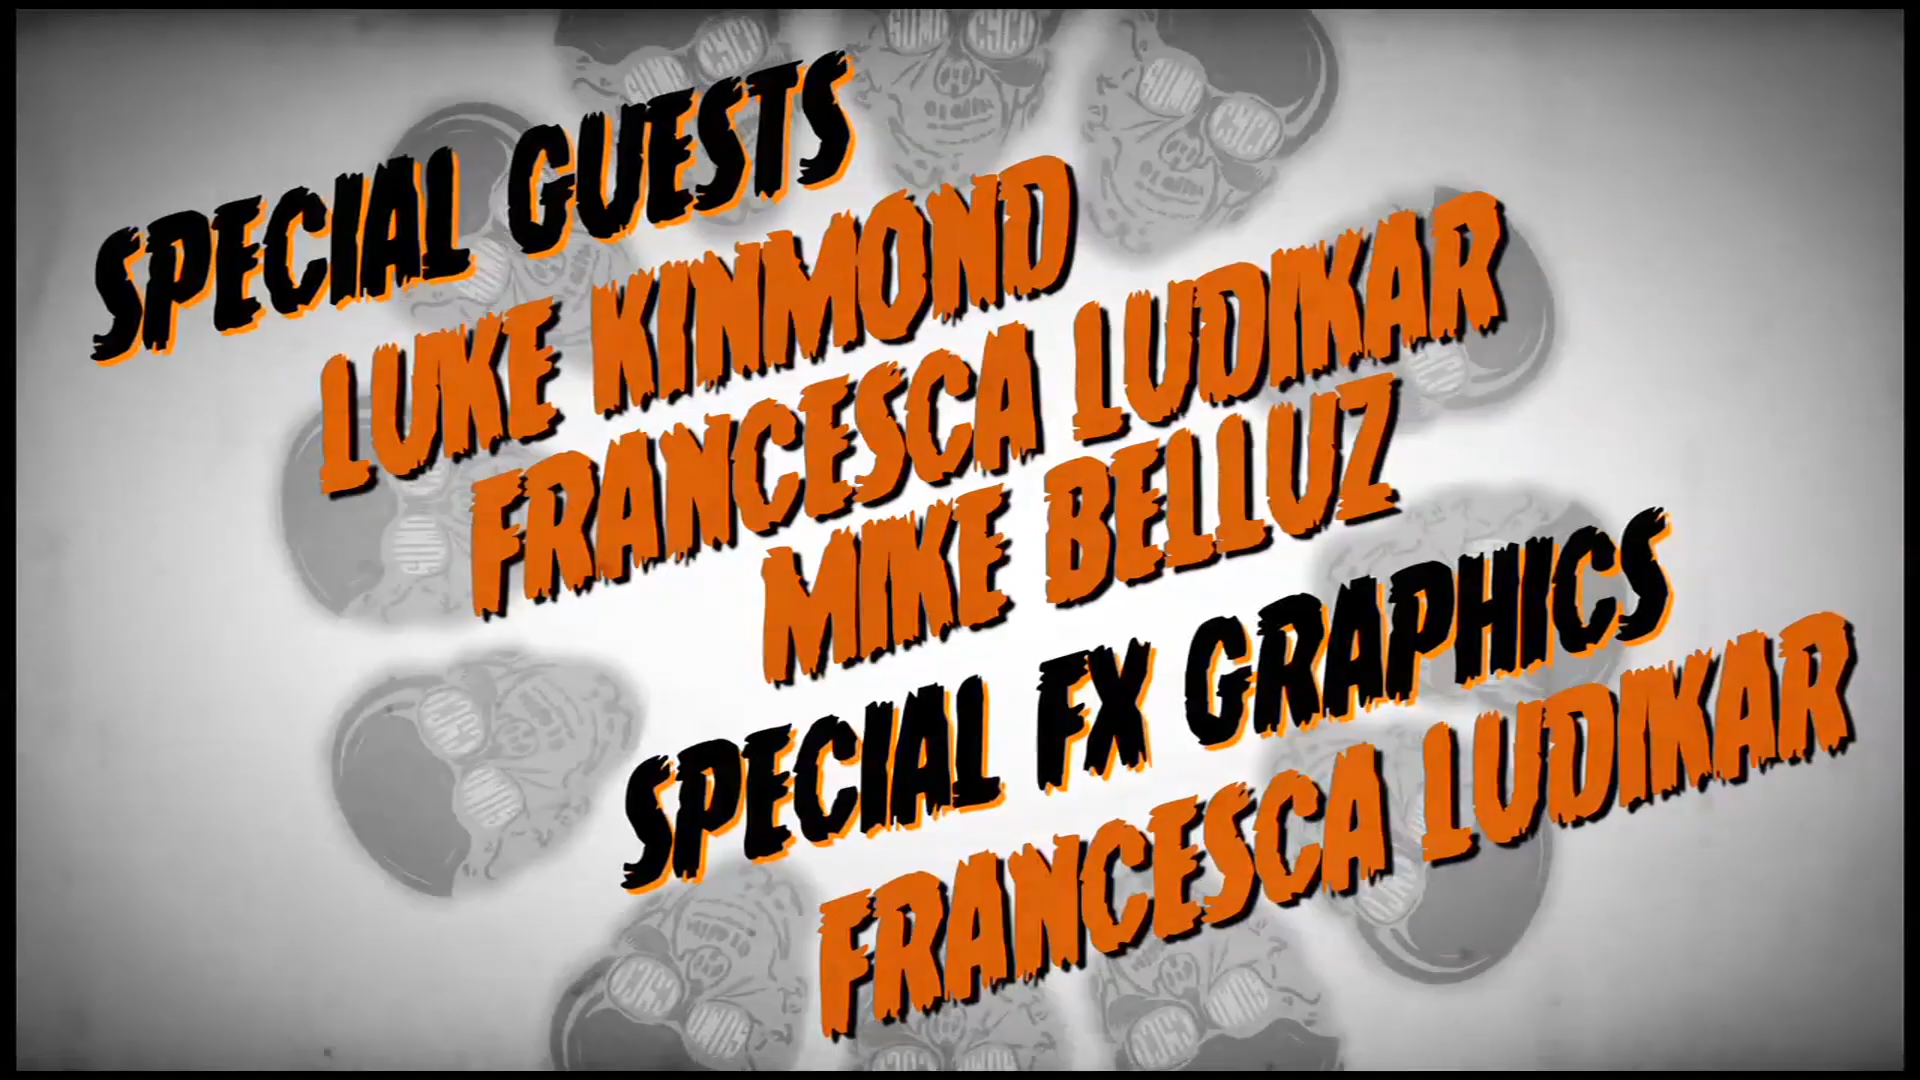 SPECIAL GUESTS
LUKE KINMOND
FRANCESCA LUDIKAR
MIKE BELLUZ
SPECIAL FX GRAPHICS
FRANCESCA LUDIKAR